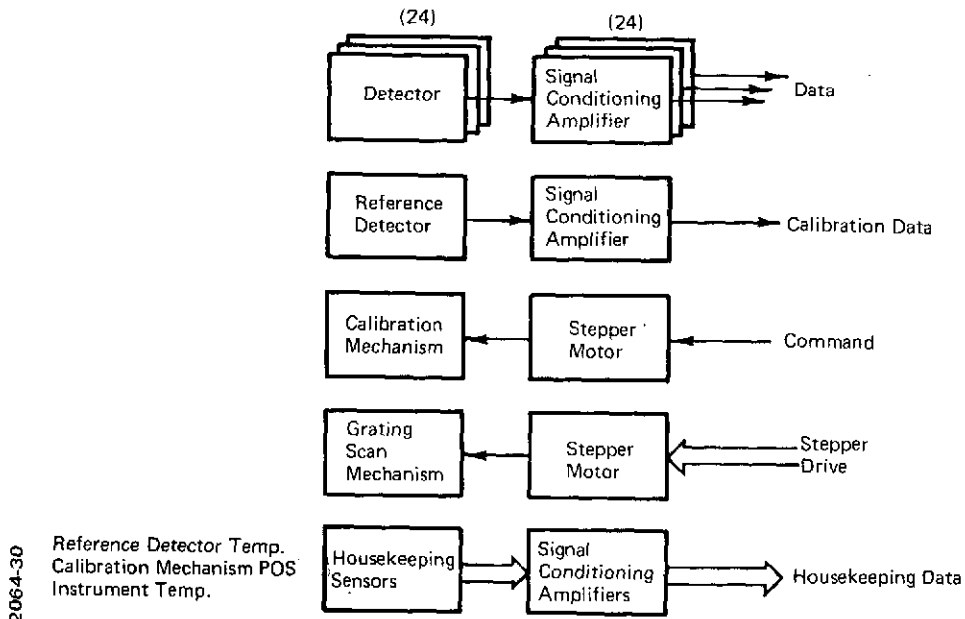 (24) (24)
Detector
Signal
Conditioning
Amplifier
Data
Reference
Detector
Signal
Conditioning
Amplifier
Calibration Data
Calibration
Mechanism
Stepper
Motor
Command
Grating
Scan
Mechanism
Stepper
Motor
Stepper
Drive
Reference Detector Temp.
Calibration Mechanism POS
Instrument Temp.
Housekeeping
Sensors
Signal
Conditioning
Amplifiers
Housekeeping Data
2064-30